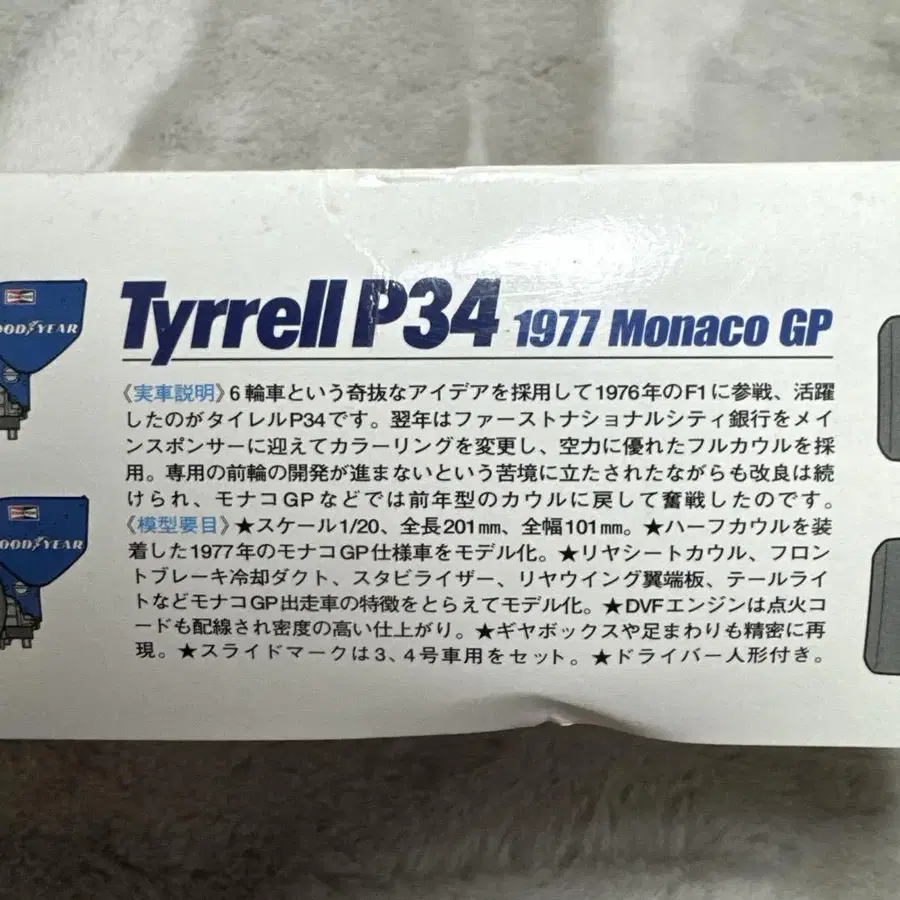 Tyrrell P34 1977 Monaco GP
《実車説明》6輪車という奇抜なアイデアを採用して1976年のF1に参戦、活躍
したのがタイレルP34です。翌年はファーストナショナルシティ銀行をメイ
ンスポンサーに迎えてカラーリングを変更し、空力に優れたフルカウルを採
用。専用の前輪の開発が進まないという苦境に立たされたながらも改良は続
けられ、モナコGPなどでは前年型のカウルに戻して奮戦したのです。
《模型要目》★スケール1/20、全長201mm、全幅101mm。★ハーフカウルを装
着した1977年のモナコGP仕様車をモデル化。★リヤシートカウル、フロン
トブレーキ冷却ダクト、スタビライザー、リヤウイング翼端板、テールライ
トなどモナコGP出走車の特徴をとらえてモデル化。★DVFエンジンは点火コ
ードも配線され密度の高い仕上がり。★ギヤボックスや足まわりも精密に再
現。★スライドマークは3、4号車用をセット。★ドライバー人形付き。
OODYEAR
OODYEAR